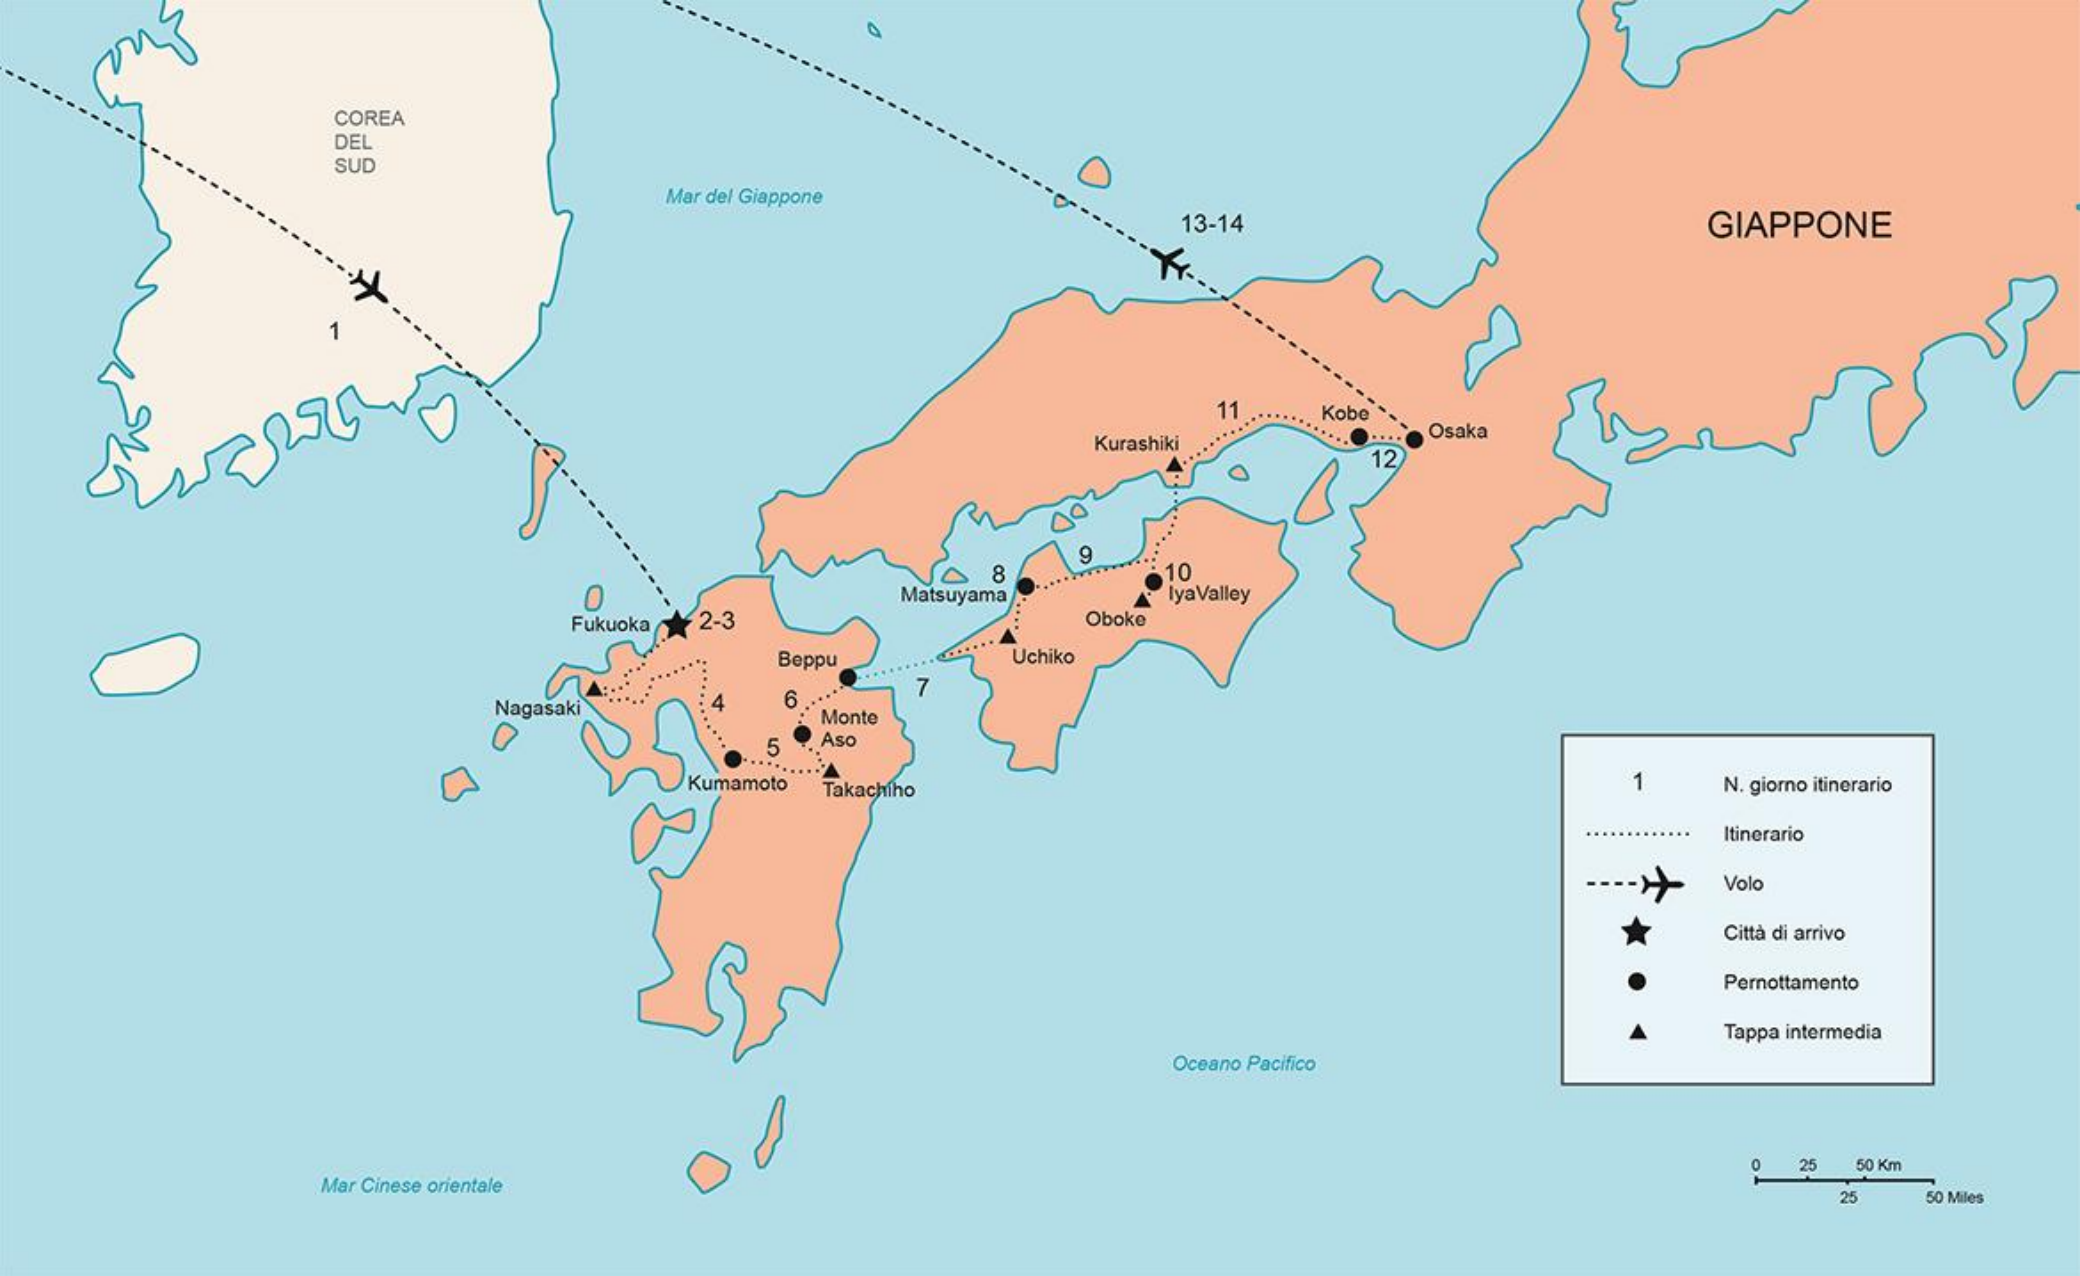 COREA
DEL
SUD
Mar del Giappone
13-14
GIAPPONE
1
11
Kobe
Osaka
Kurashiki
12
9
8
10
Matsuyama
IyaValley
Oboke
Fukuoka
2-3
Uchiko
Beppu
7
Nagasaki
4
6
Monte
Aso
5
Kumamoto
Takachiho
1 N. giorno itinerario
Itinerario
Volo
Città di arrivo
Pernottamento
Tappa intermedia
Oceano Pacifico
Mar Cinese orientale
0 25 50 Km
25 50 Miles